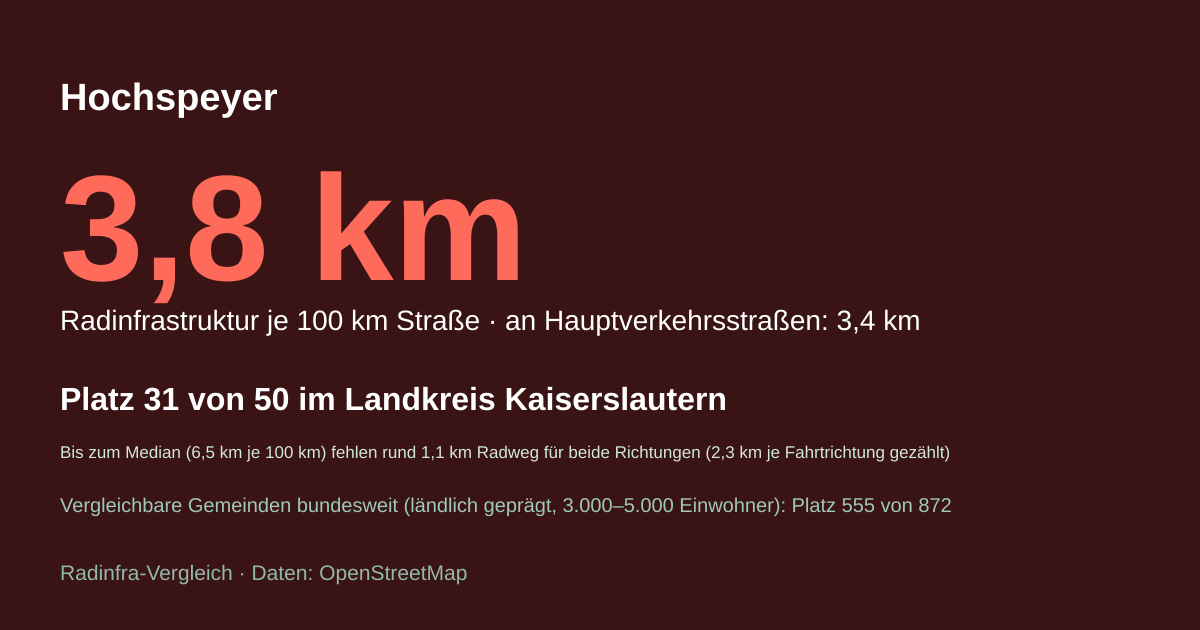 Hochspeyer
3,8 km
Radinfrastruktur je 100 km Straße · an Hauptverkehrsstraßen: 3,4 km
Platz 31 von 50 im Landkreis Kaiserslautern
Bis zum Median (6,5 km je 100 km) fehlen rund 1,1 km Radweg für beide Richtungen (2,3 km je Fahrtrichtung gezählt)
Vergleichbare Gemeinden bundesweit (ländlich geprägt, 3.000–5.000 Einwohner): Platz 555 von 872
Radinfra-Vergleich · Daten: OpenStreetMap